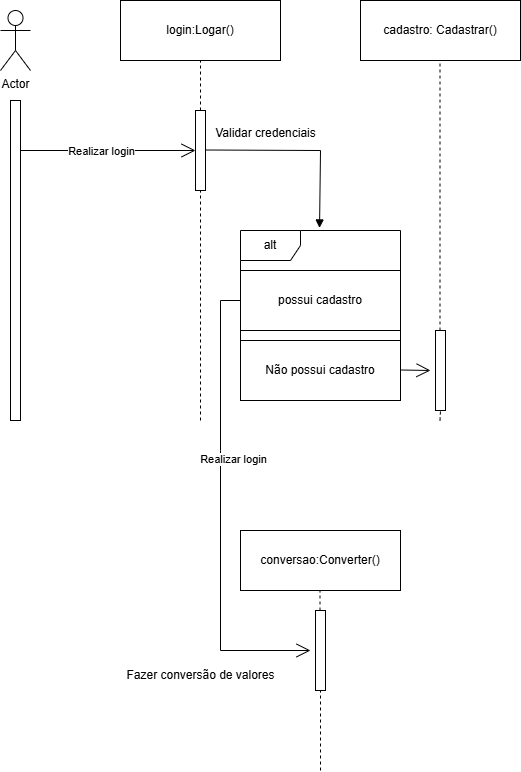 login:Logar()
cadastro: Cadastrar()
Actor
Validar credenciais
Realizar login
alt
possui cadastro
Não possui cadastro
Realizar login
conversao:Converter()
Fazer conversão de valores